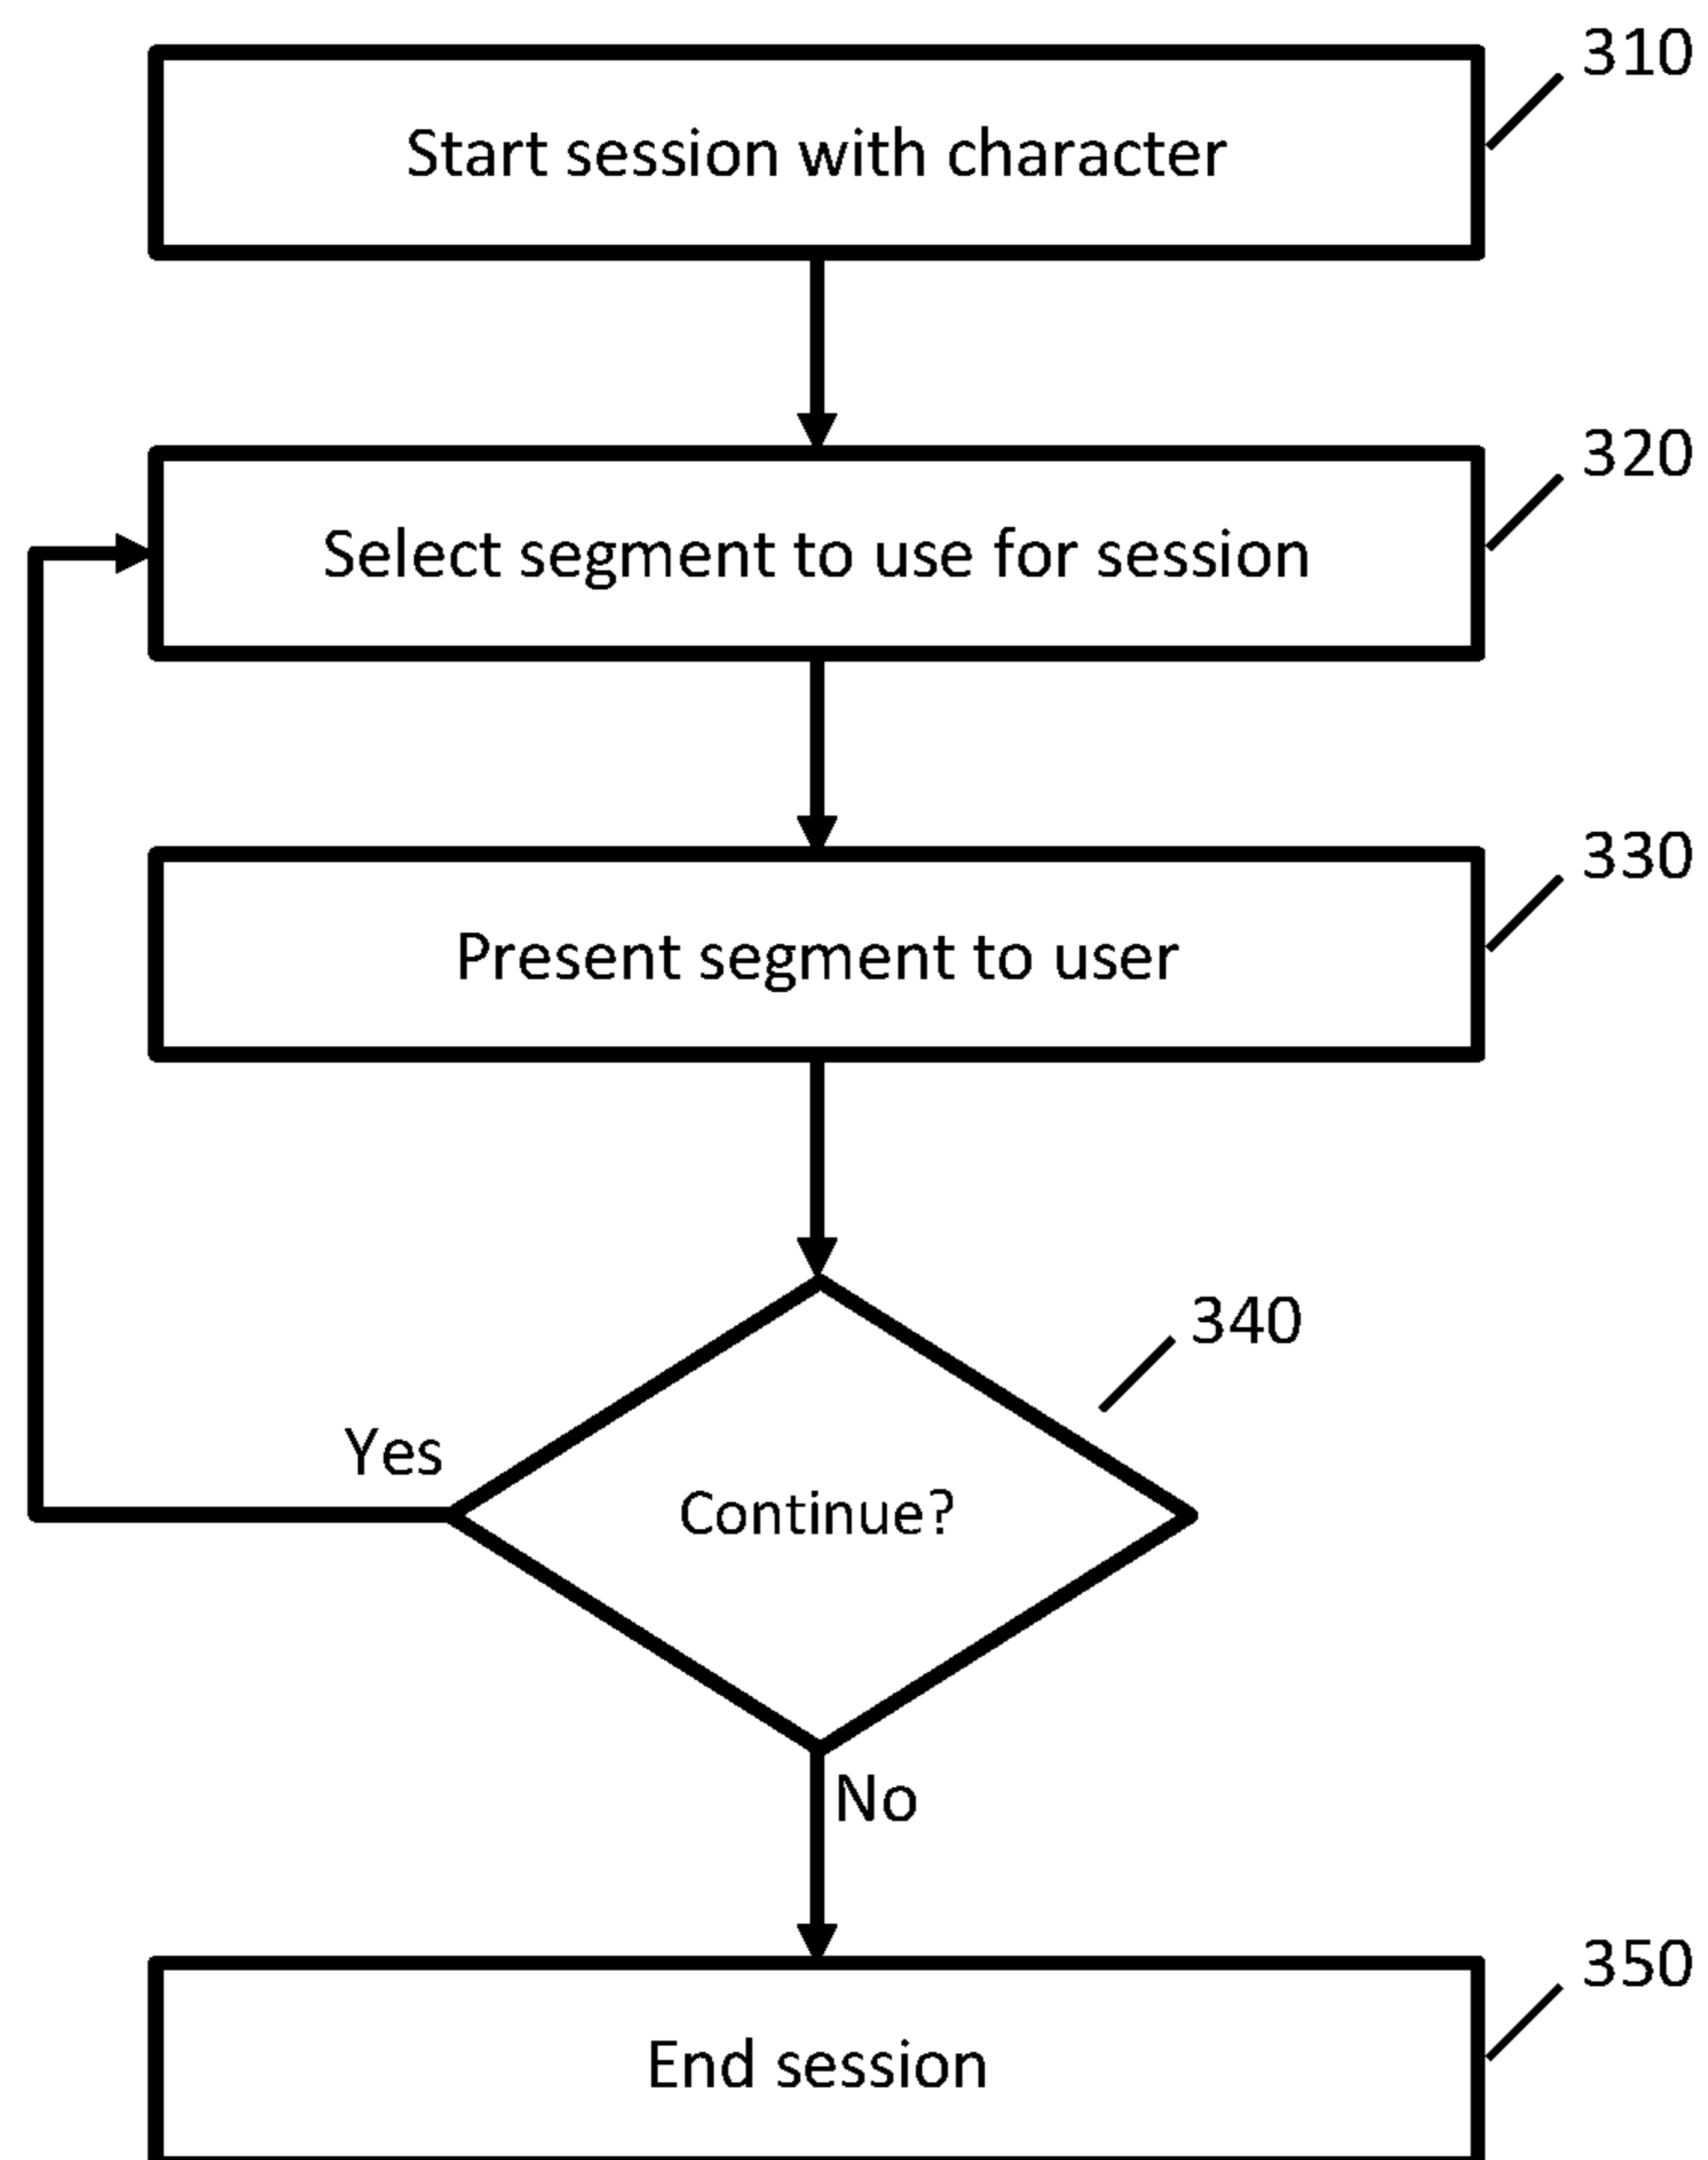 310
Start session with character
320
Select segment to use for session
330
Present segment to user
340
Yes
Continue?
No
350
End session